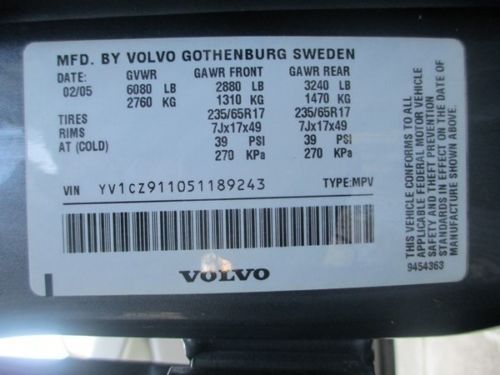 MFD. BY VOLVO GOTHENBURG SWEDEN
DATE: GVWR GAWR FRONT GAWR REAR
02/05 6080 LB 2880 LB 3240 LB
2760 KG 1310 KG 1470 KG
TIRES 235/65R17 235/65R17
RIMS 7Jx17x49 7Jx17x49
AT (COLD) 39 PSI 39 PSI
270 KPa 270 KPa
VIN YV1CZ911051189243 TYPE:MPV
VOLVO
THIS VEHICLE CONFORMS TO ALL
APPLICABLE FEDERAL MOTOR VEHICLE
SAFETY AND THEFT PREVENTION
STANDARDS IN EFFECT ON DATE OF
MANUFACTURE SHOWN ABOVE.
9454363